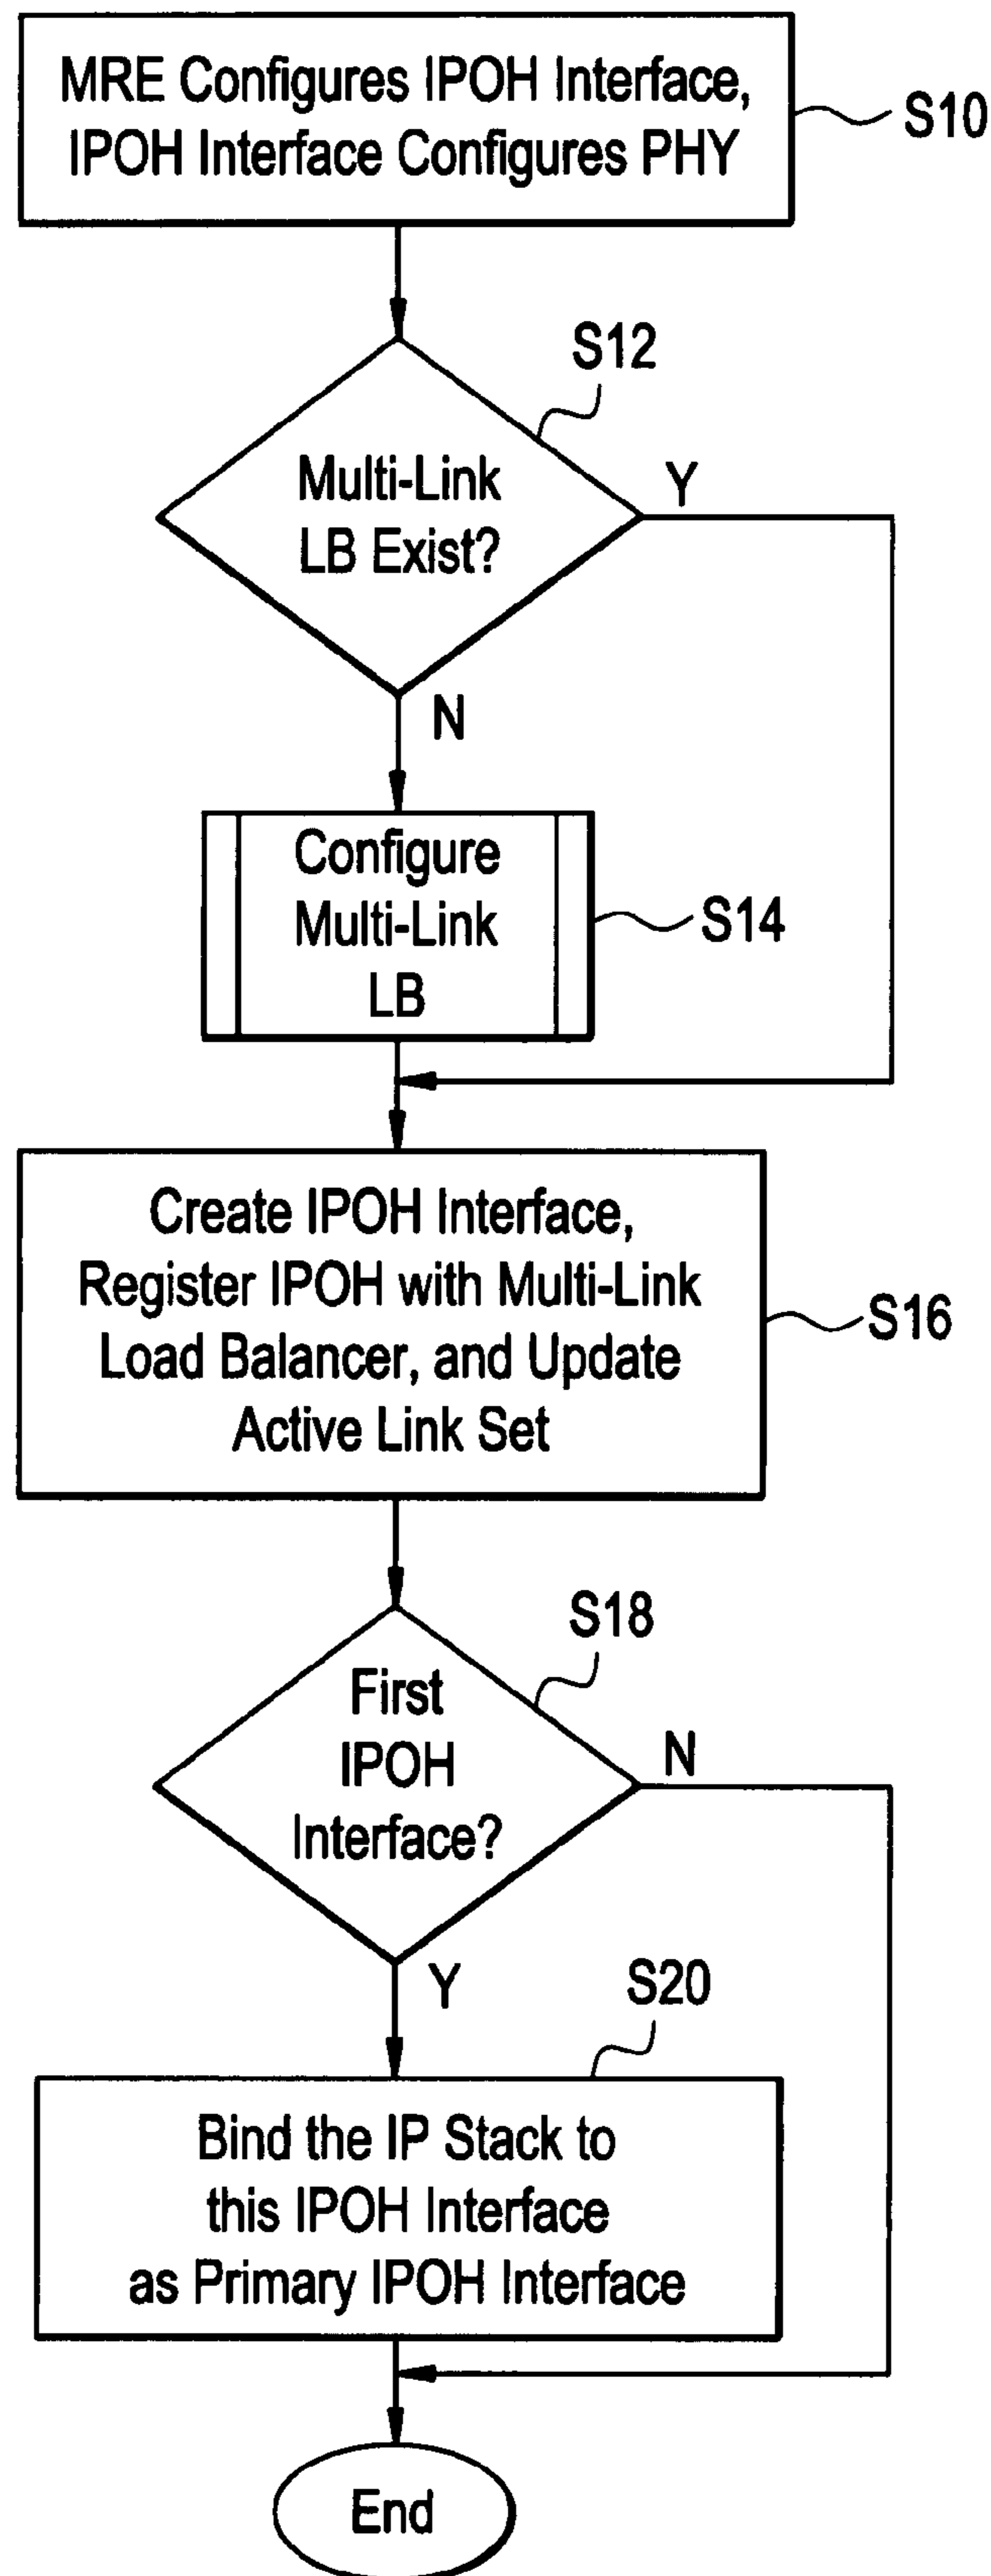 MRE Configures IPOH Interface,
IPOH Interface Configures PHY
S10
S12
Multi-Link
LB Exist?
Y
N
Configure
Multi-Link
LB
S14
Create IPOH Interface,
Register IPOH with Multi-Link
Load Balancer, and Update
Active Link Set
S16
S18
First
IPOH
Interface?
N
Y
S20
Bind the IP Stack to
this IPOH Interface
as Primary IPOH Interface
End